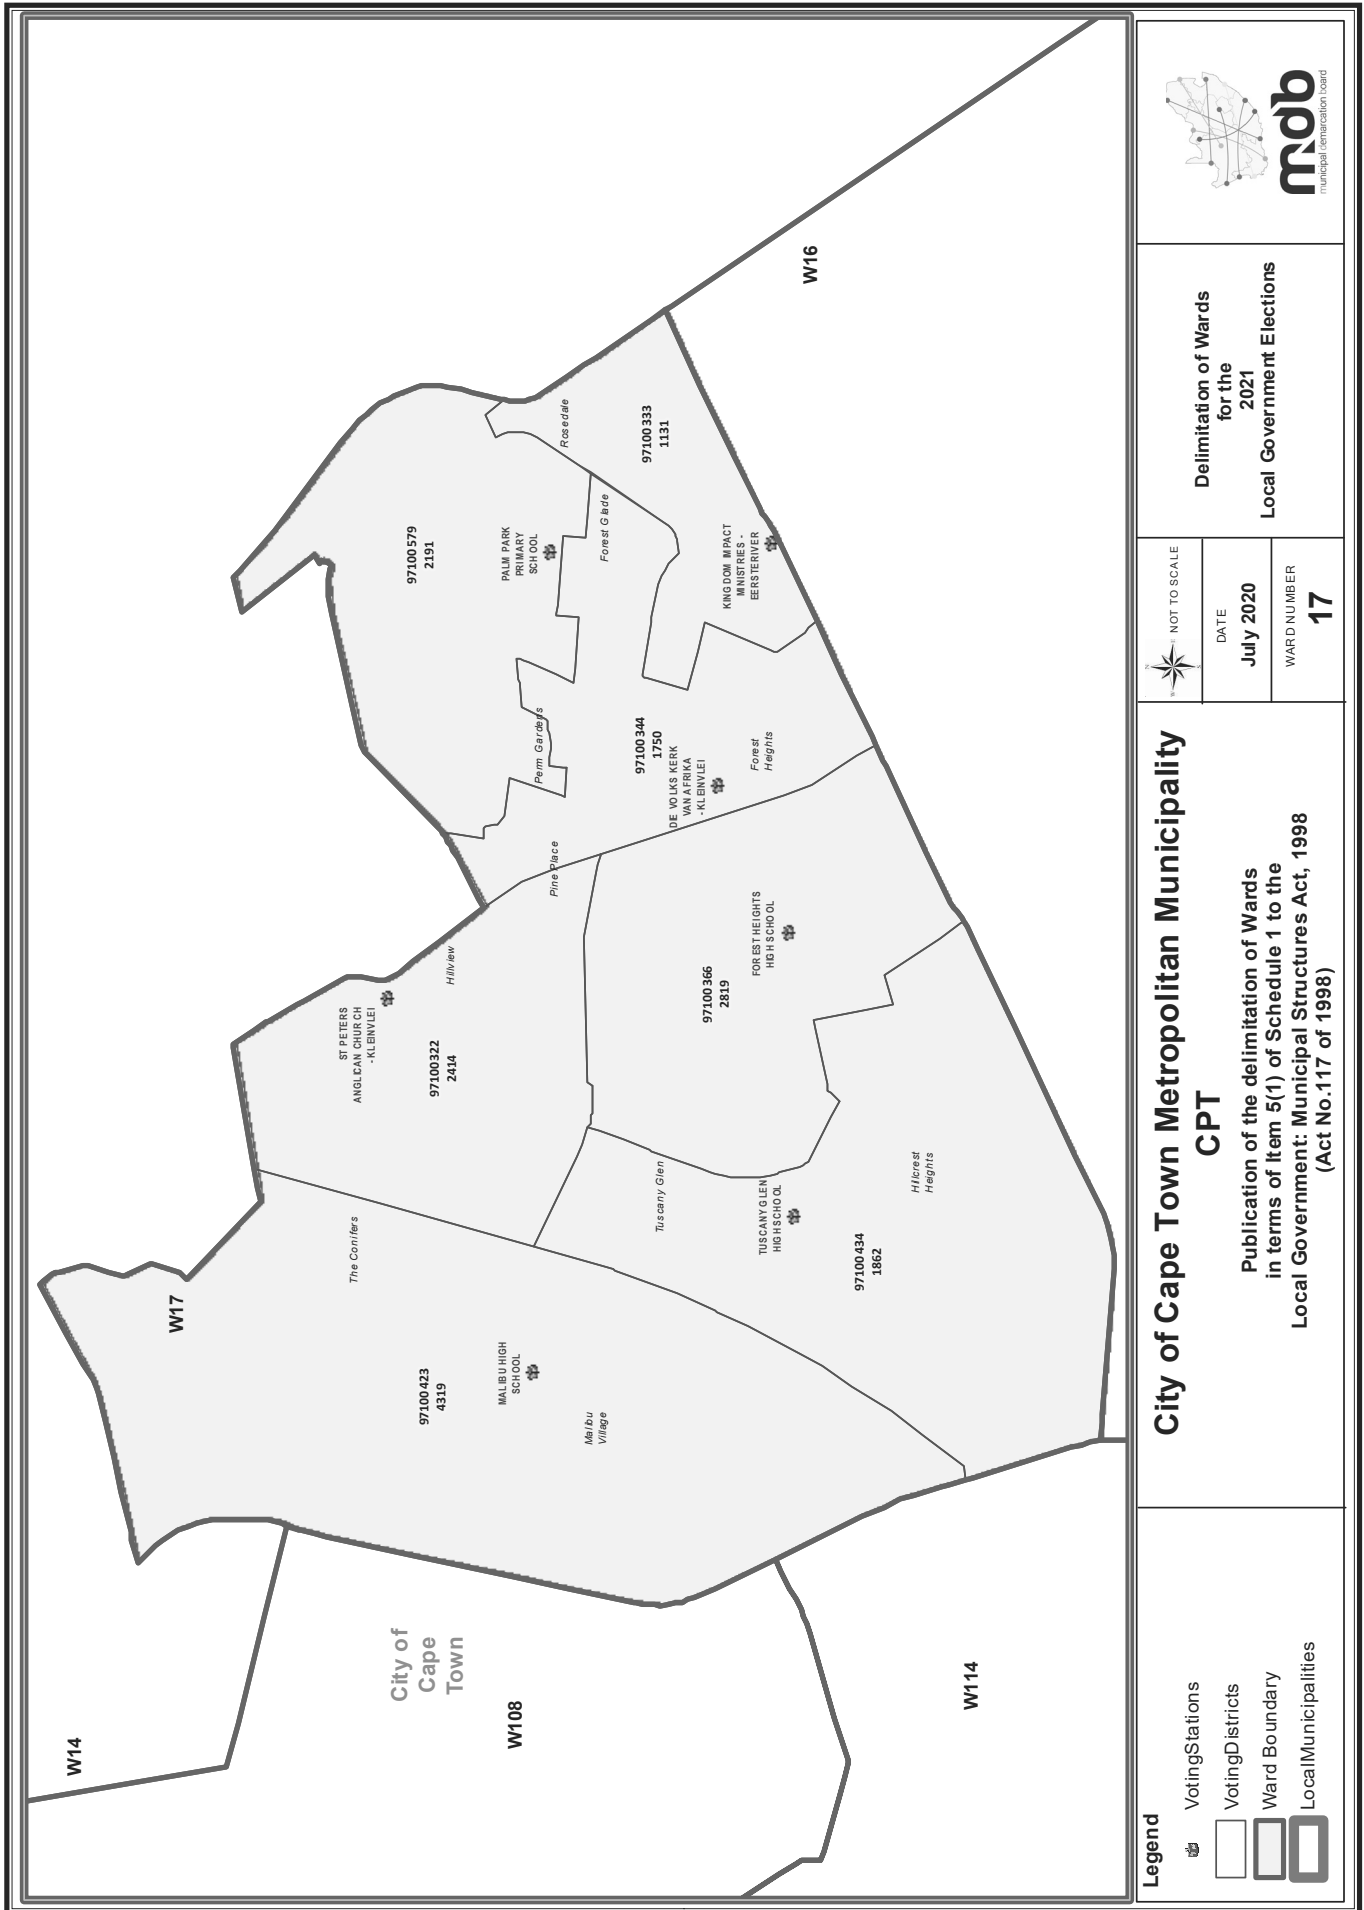 W14
W108
W114
W16
W17
City of
Cape
Town
97100423
4319
MALIBU HIGH
SCHOOL
Malibu
Village
The Conifers
ST PETERS
ANGLICAN CHURCH
- KLEINVLEI
97100322
2414
Hillview
Tuscany Glen
TUSCANY GLEN
HIGH SCHOOL
97100434
1862
Hillcrest
Heights
97100366
2819
FOREST HEIGHTS
HIGH SCHOOL
Pine Place
Perm Gardens
97100344
1750
DIE VOLKS KERK
VAN AFRIKA
- KLEINVLEI
Forest
Heights
97100579
2191
PALM PARK
PRIMARY
SCHOOL
Forest Glade
Rosedale
97100333
1131
KINGDOM IMPACT
MINISTRIES -
EERSTERIVER
Legend
VotingStations
VotingDistricts
Ward Boundary
LocalMunicipalities
City of Cape Town Metropolitan Municipality
CPT
Publication of the delimitation of Wards
in terms of Item 5(1) of Schedule 1 to the
Local Government: Municipal Structures Act, 1998
(Act No.117 of 1998)
N
E
S
W
NOT TO SCALE
DATE
July 2020
WARD NUMBER
17
Delimitation of Wards
for the
2021
Local Government Elections
mdb
municipal demarcation board